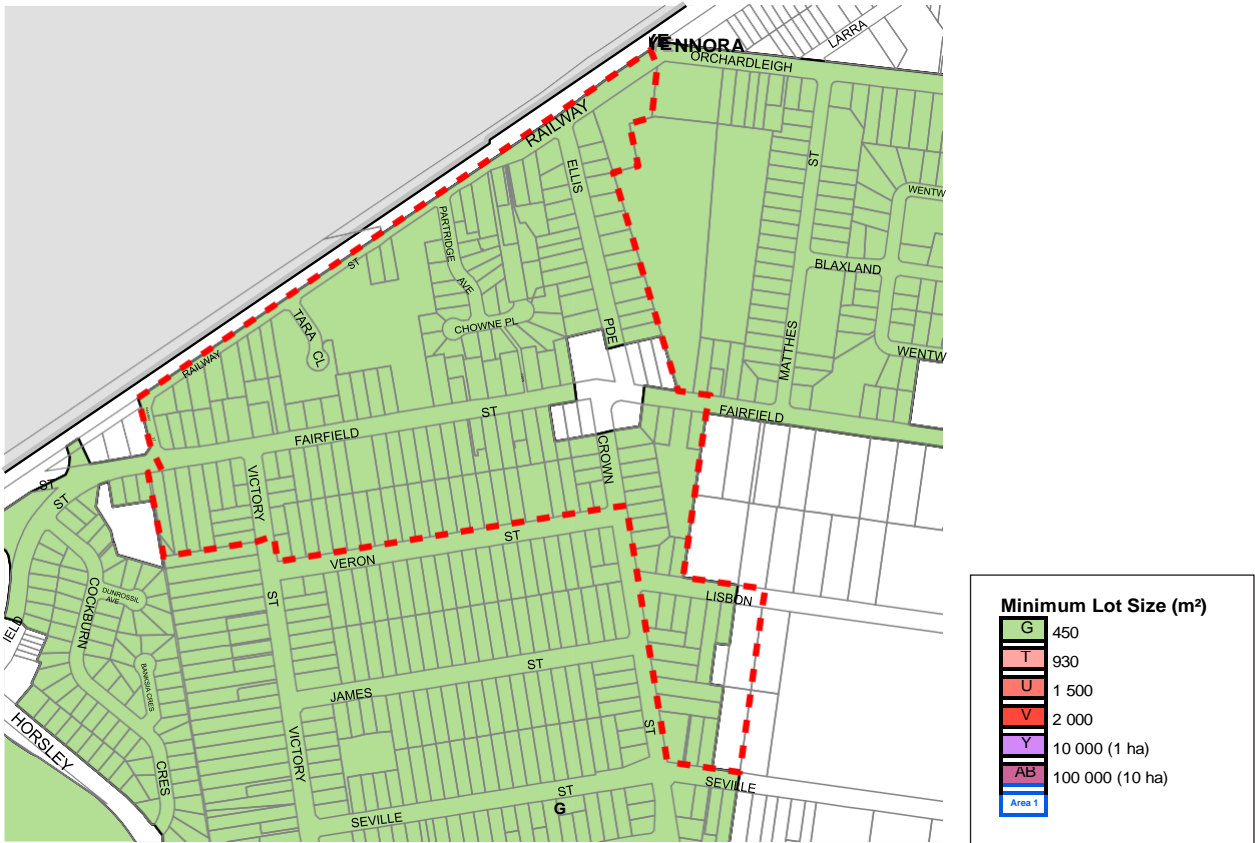 YENNORA
LARRA
ORCHARDLEIGH
RAILWAY
ELLIS
ST
WENTW
PARTRIDGE
AVE
ST
BLAXLAND
TARA CL
CHOWNE PL
PDE
MATTHES
WENTW
RAILWAY
ST
FAIRFIELD
FAIRFIELD
CROWN
VICTORY
ST
ST
ST
VERON
DUNROSSIL
AVE
COCKBURN
ST
LISBON
IELD
BANKSIA CRES
ST
JAMES
HORSLEY
VICTORY
ST
CRES
ST
SEVILLE
G
SEVILLE
Minimum Lot Size (m²)
G 450
T 930
U 1 500
V 2 000
Y 10 000 (1 ha)
AB 100 000 (10 ha)
Area 1